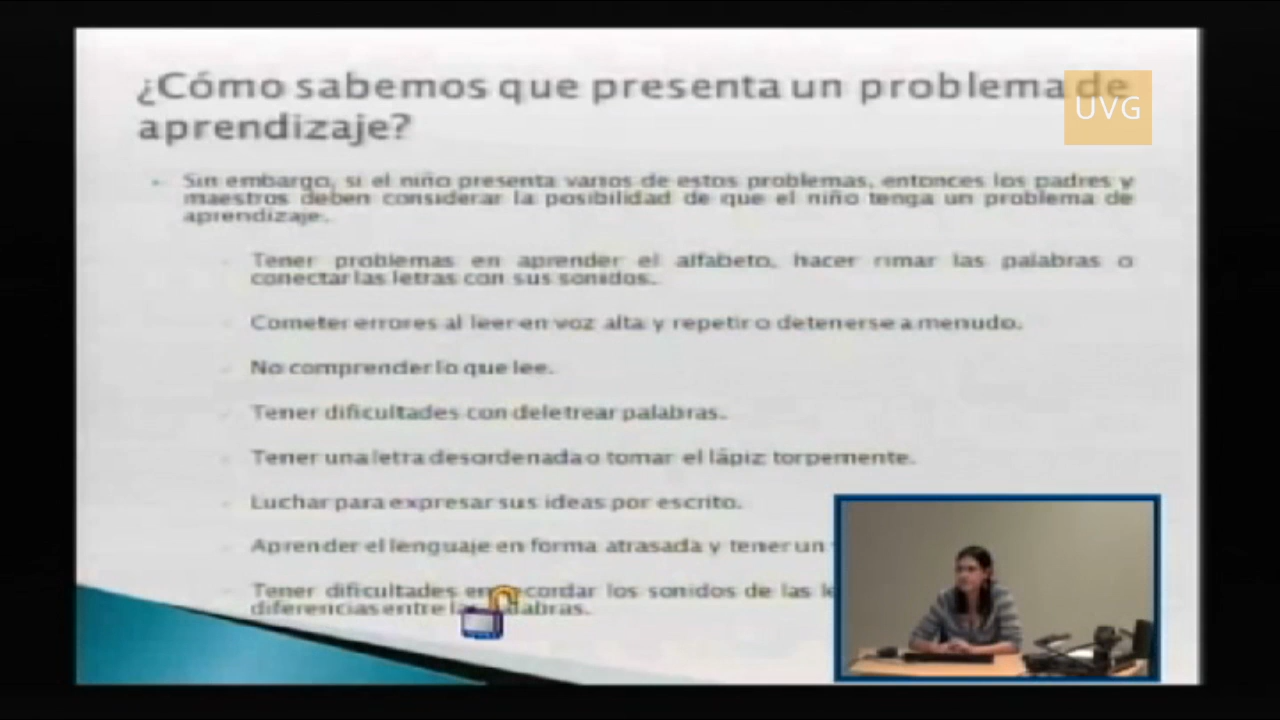 ¿Cómo sabemos que presenta un problema de
aprendizaje?
UVG
Sin embargo, si el niño presenta varios de estos problemas, entonces los padres y
maestros deben considerar la posibilidad de que el niño tenga un problema de
aprendizaje.
Tener problemas en aprender el alfabeto, hacer rimar las palabras o
conectar las letras con sus sonidos.
Cometer errores al leer en voz alta y repetir o detenerse a menudo.
No comprender lo que lee.
Tener dificultades con deletrear palabras.
Tener una letra desordenada o tomar el lápiz torpemente.
Luchar para expresar sus ideas por escrito.
Aprender el lenguaje en forma atrasada y tener un
Tener dificultades en cordar los sonidos de las
diferencias entre abras.